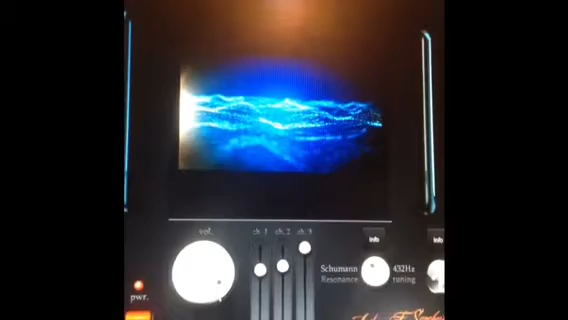 vol.
ch.1 ch.2 ch.3
info
info
Schumann
Resonance
432Hz
tuning
pwr.